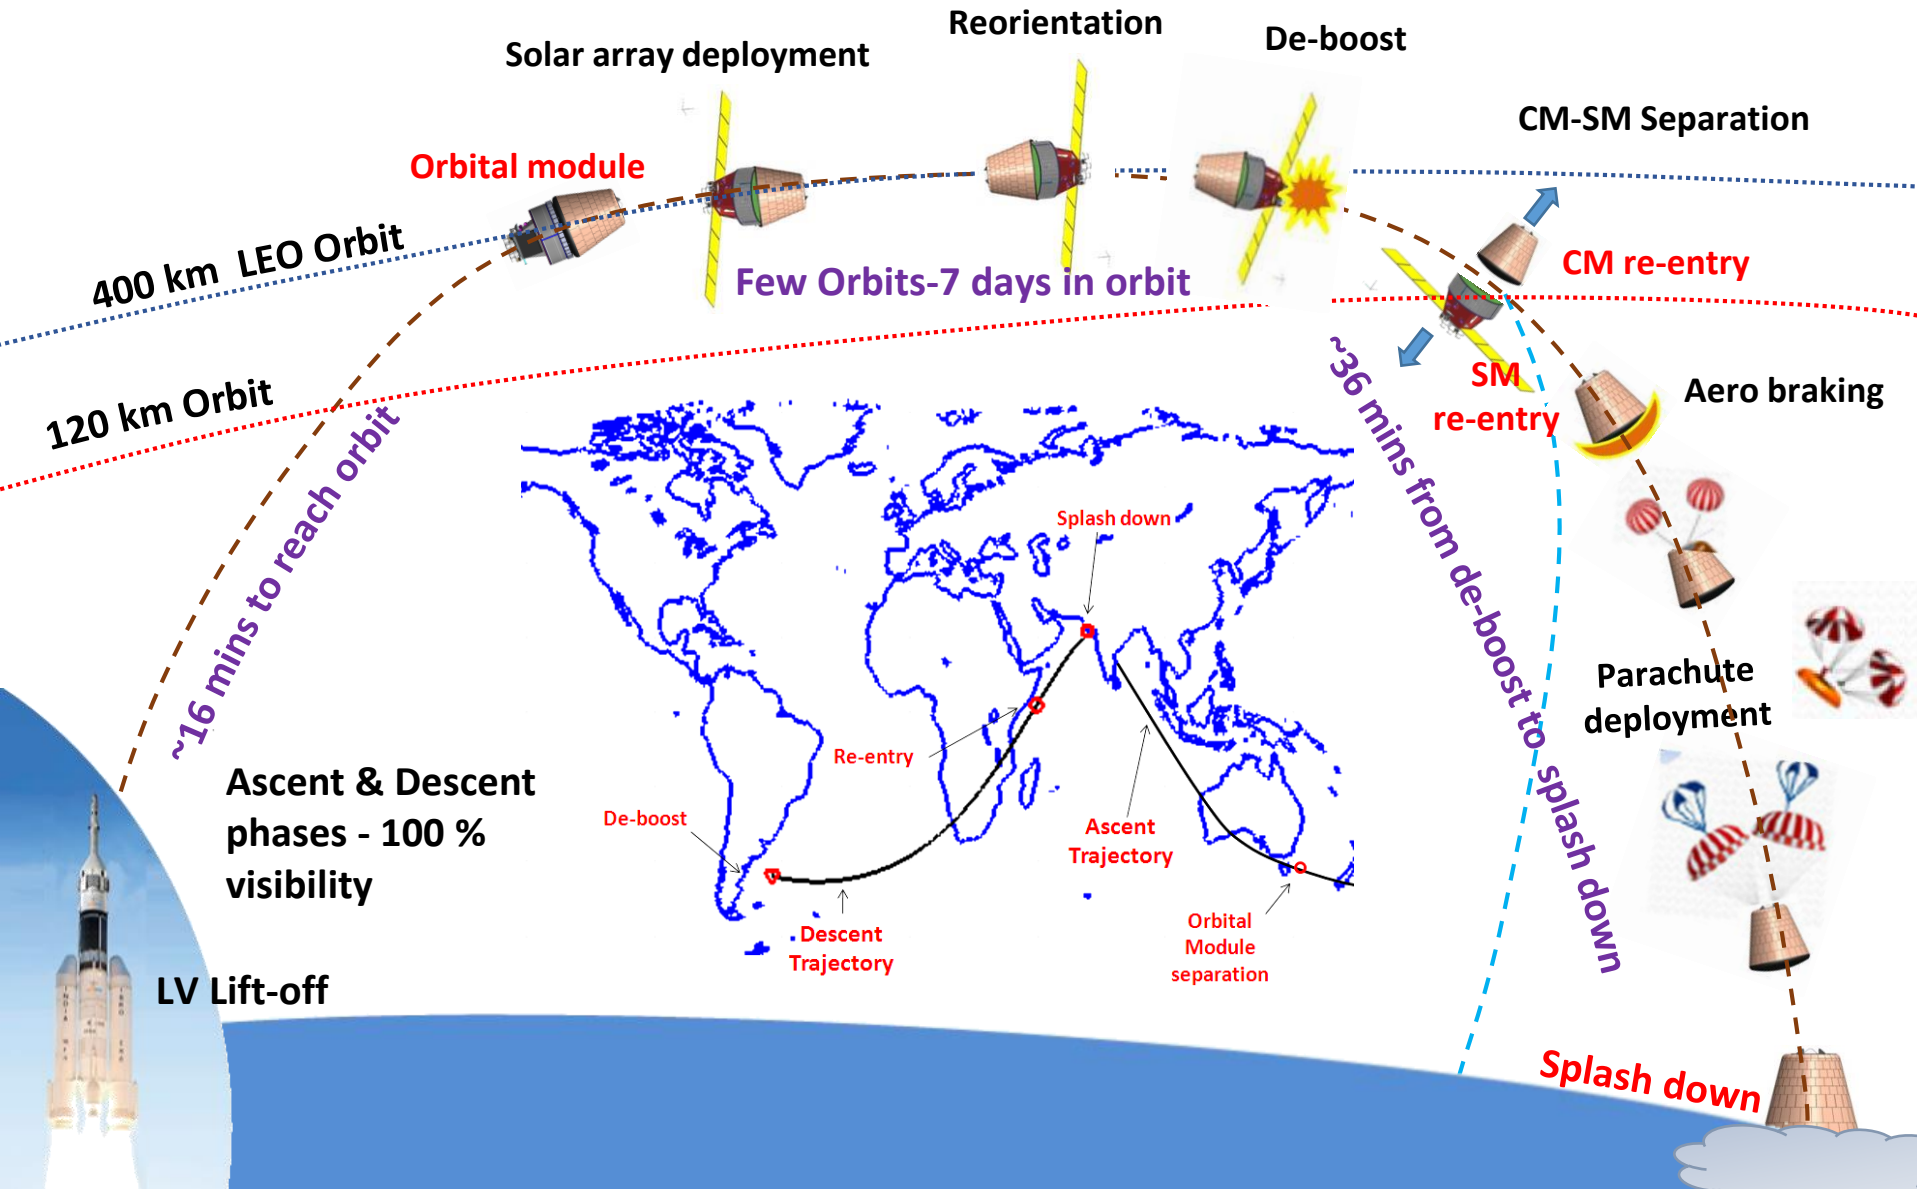 Reorientation
De-boost
Solar array deployment
CM-SM Separation
Orbital module
400 km  LEO Orbit
CM re-entry
Few Orbits-7 days in orbit
120 km Orbit
SM
re-entry
Aero braking
~16 mins to reach orbit
~36 mins from de-boost to splash down
Splash down
Parachute
deployment
Re-entry
Ascent & Descent
phases - 100 %
visibility
De-boost
Ascent
Trajectory
Descent
Trajectory
Orbital
Module
separation
LV Lift-off
INDIA
Splash down